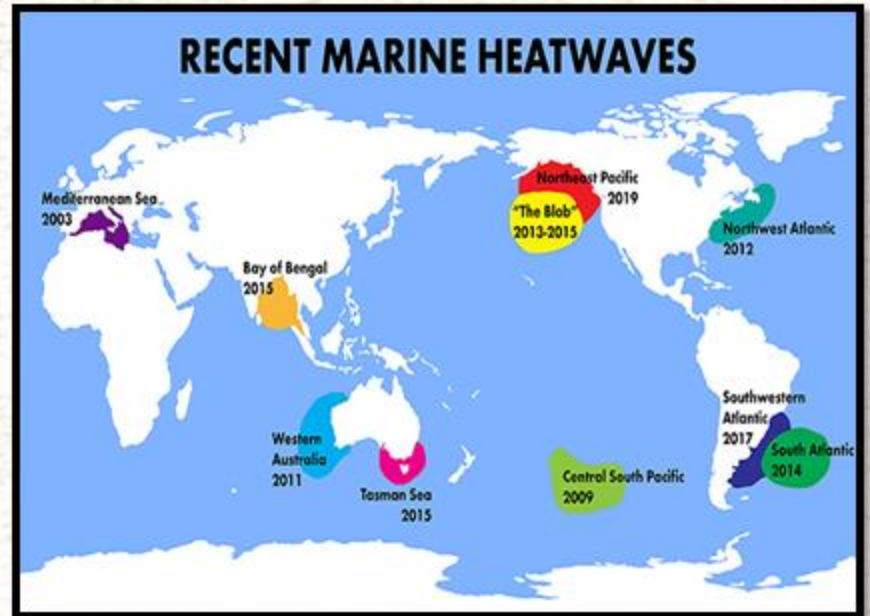 RECENT MARINE HEATWAVES
Mediterranean Sea
2003
Northeast Pacific
2019
"The Blob"
2013-2015
Northwest Atlantic
2012
Bay of Bengal
2015
Southwestern
Atlantic
2017
South Atlantic
2014
Western
Australia
2011
Tasman Sea
2015
Central South Pacific
2009